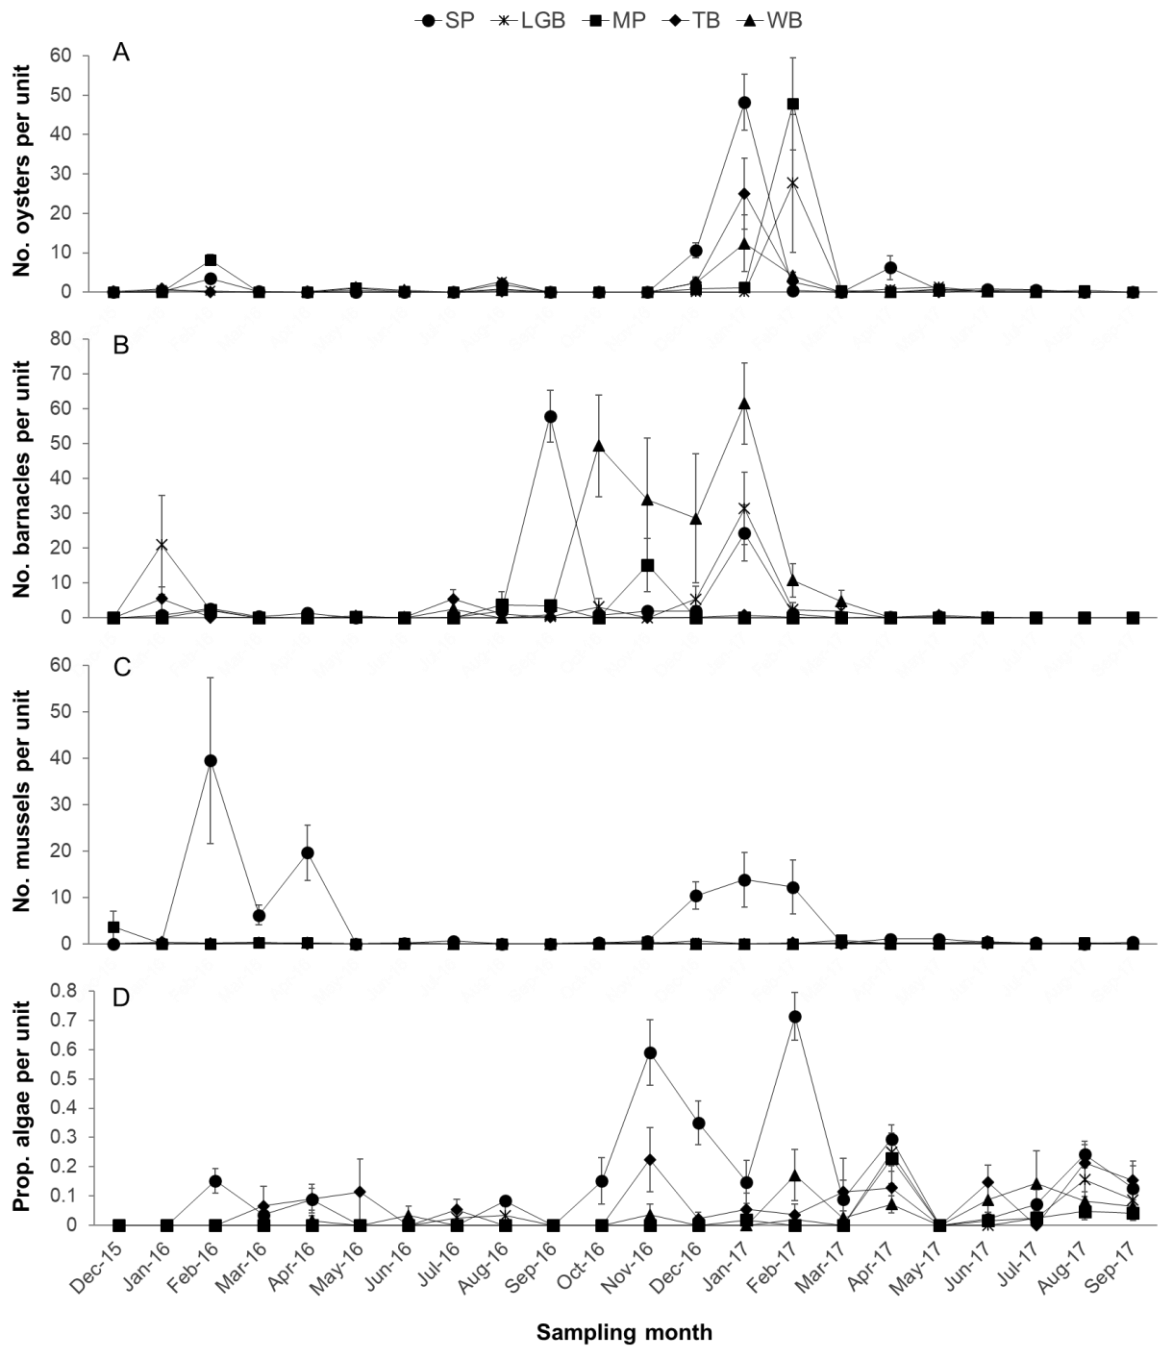 SP LGB MP TB WB
A
No. oysters per unit
60
50
40
30
20
10
0
B
No. barnacles per unit
80
70
60
50
40
30
20
10
0
C
No. mussels per unit
60
50
40
30
20
10
0
D
Prop. algae per unit
0.8
0.7
0.6
0.5
0.4
0.3
0.2
0.1
0
Dec-15 Jan-16 Feb-16 Mar-16 Apr-16 May-16 Jun-16 Jul-16 Aug-16 Sep-16 Oct-16 Nov-16 Dec-16 Jan-17 Feb-17 Mar-17 Apr-17 May-17 Jun-17 Jul-17 Aug-17 Sep-17
Sampling month